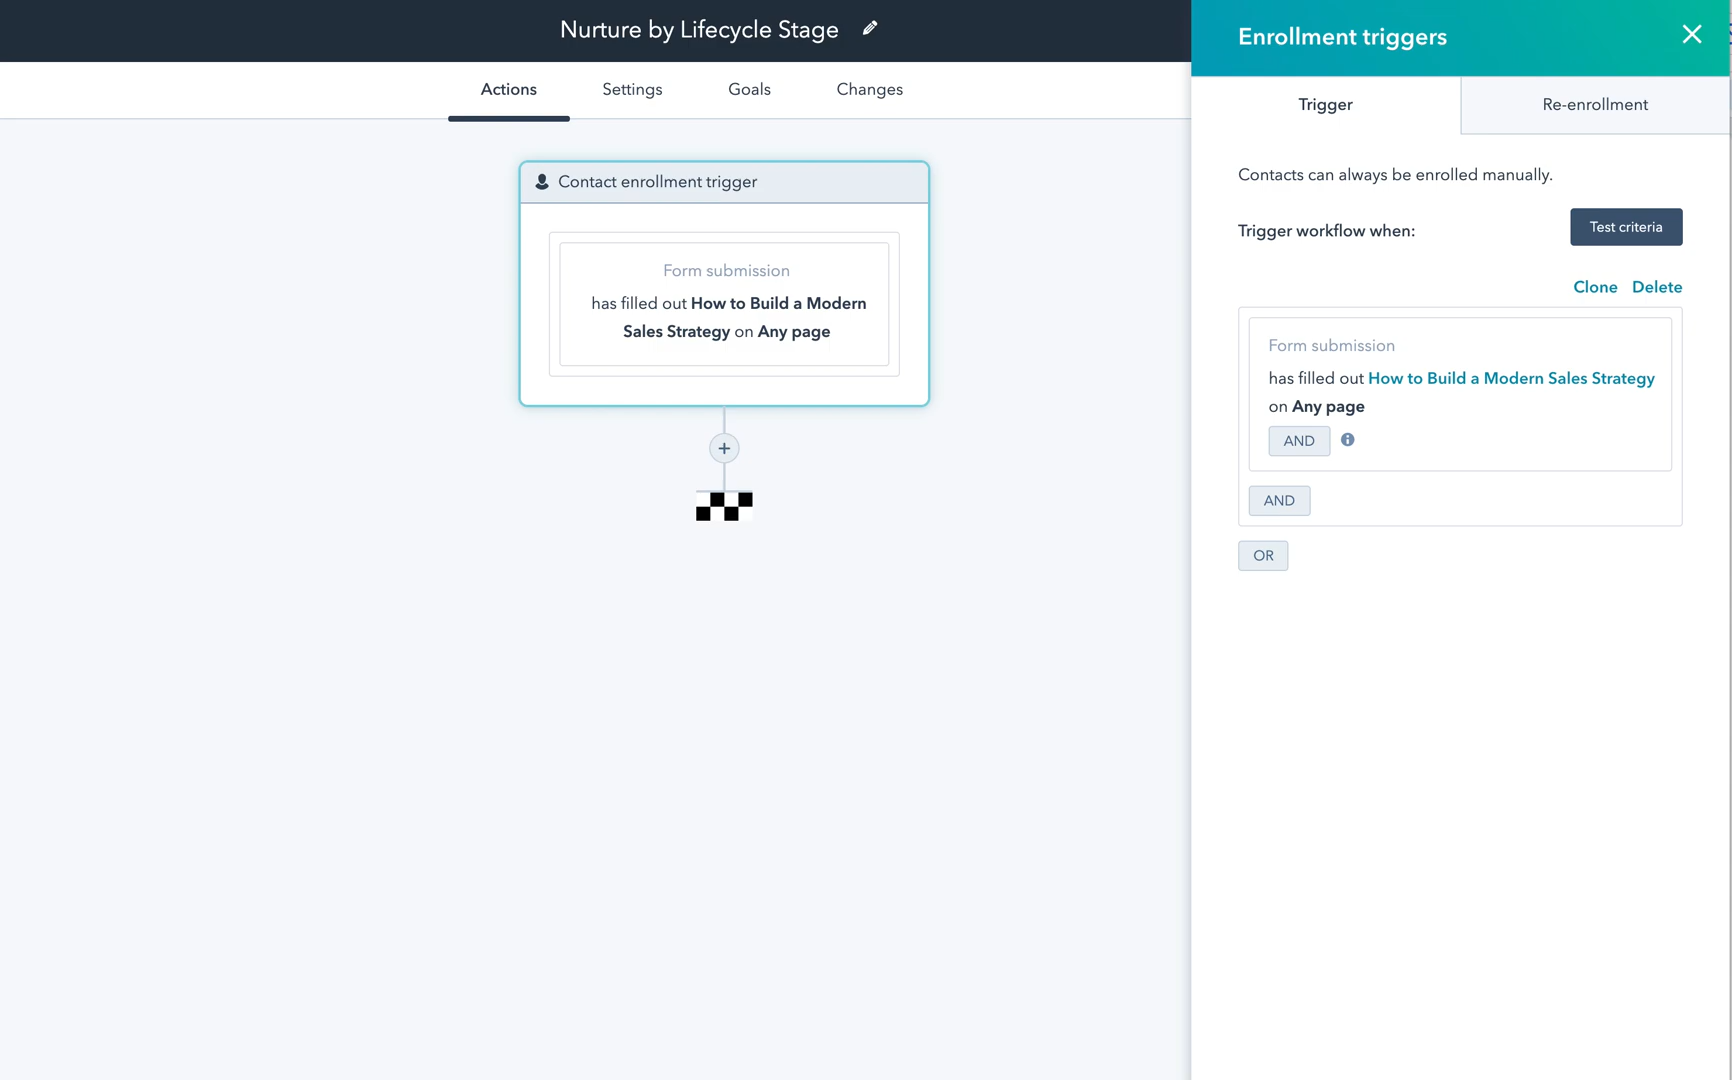 Nurture by Lifecycle Stage
Actions
Settings
Goals
Changes
Contact enrollment trigger
Form submission
has filled out How to Build a Modern
Sales Strategy on Any page
+
Enrollment triggers
Trigger
Re-enrollment
Contacts can always be enrolled manually.
Trigger workflow when:
Test criteria
Clone
Delete
Form submission
has filled out How to Build a Modern Sales Strategy
on Any page
AND
AND
OR